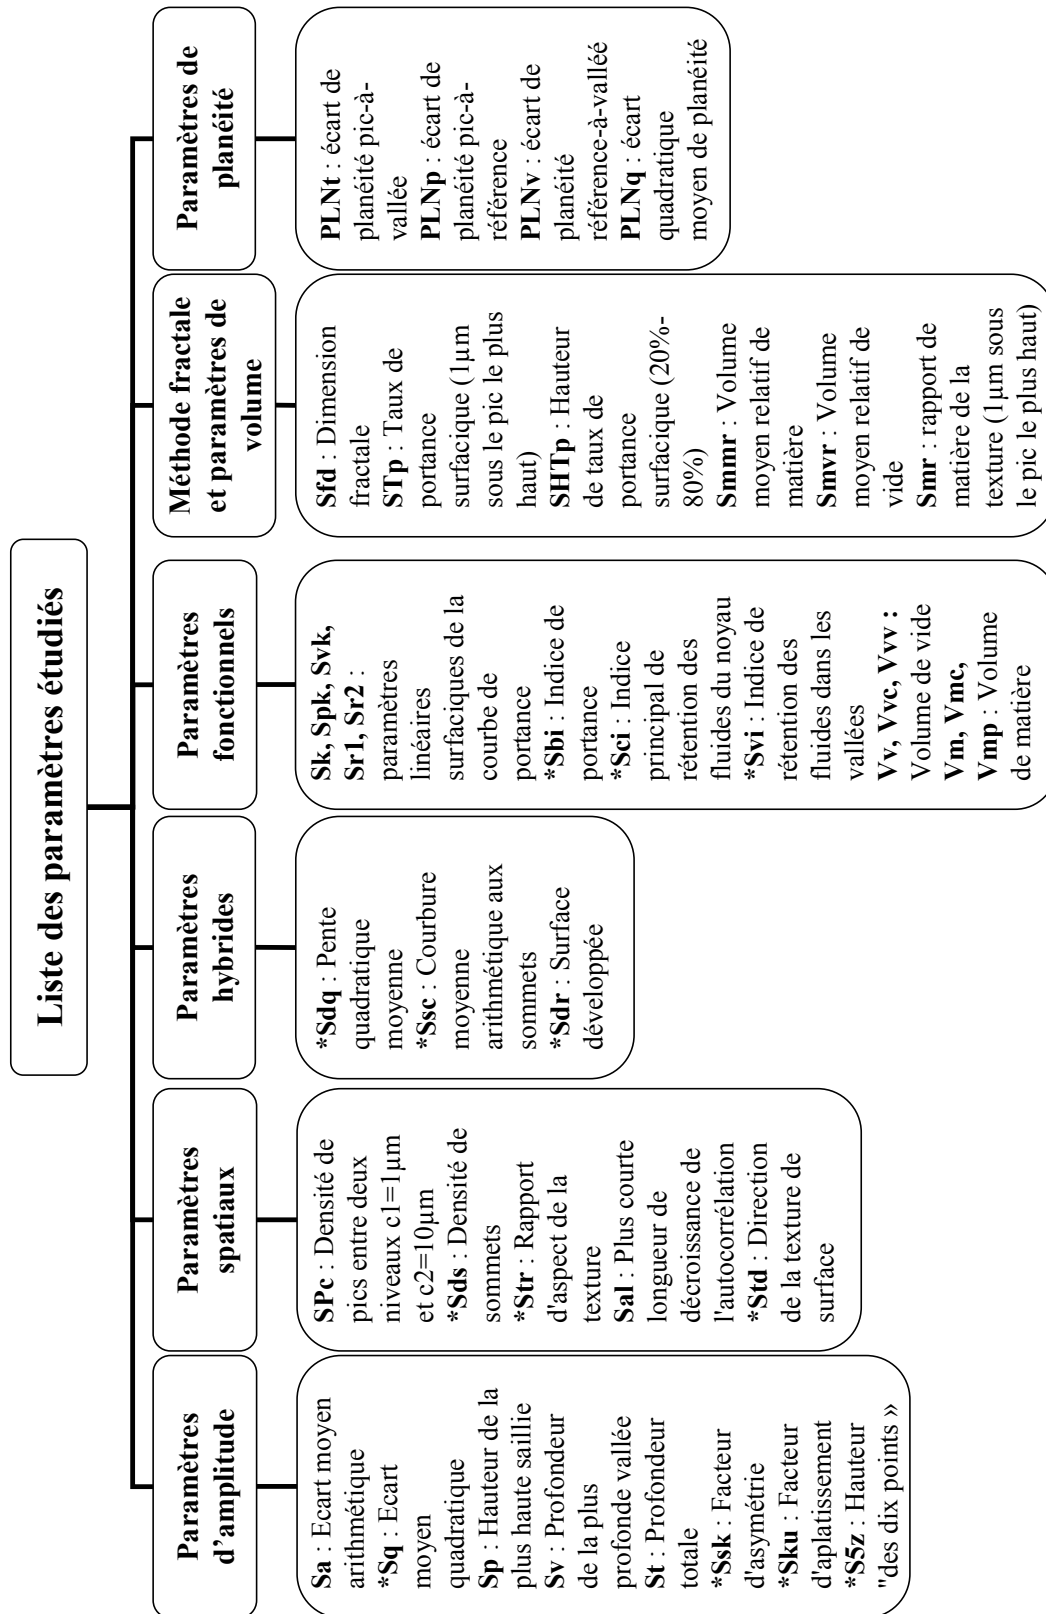 Liste des paramètres étudiés
Paramètres
d’amplitude
Sa : Ecart moyen
arithmétique
*Sq : Ecart
moyen
quadratique
Sp : Hauteur de la
plus haute saillie
Sv : Profondeur
de la plus
profonde vallée
St : Profondeur
totale
*Ssk : Facteur
d'asymétrie
*Sku : Facteur
d'aplatissement
*S5z : Hauteur
"des dix points »
Paramètres
spatiaux
SPc : Densité de
pics entre deux
niveaux c1=1µm
et c2=10µm
*Sds : Densité de
sommets
*Str : Rapport
d'aspect de la
texture
Sal : Plus courte
longueur de
décroissance de
l'autocorrélation
*Std : Direction
de la texture de
surface
Paramètres
hybrides
*Sdq : Pente
quadratique
moyenne
*Ssc : Courbure
moyenne
arithmétique aux
sommets
*Sdr : Surface
développée
Paramètres
fonctionnels
Sk, Spk, Svk,
Sr1, Sr2 :
paramètres
linéaires
surfaciques de la
courbe de
portance
*Sbi : Indice de
portance
*Sci : Indice
principal de
rétention des
fluides du noyau
*Svi : Indice de
rétention des
fluides dans les
vallées
Vv, Vvc, Vvv :
Volume de vide
Vm, Vmc,
Vmp : Volume
de matière
Méthode fractale
et paramètres de
volume
Sfd : Dimension
fractale
STp : Taux de
portance
surfacique (1µm
sous le pic le plus
haut)
SHTp : Hauteur
de taux de
portance
surfacique (20%-
80%)
Smmr : Volume
moyen relatif de
matière
Smvr : Volume
moyen relatif de
vide
Smr : rapport de
matière de la
texture (1µm sous
le pic le plus haut)
Paramètres de
planéité
PLNt : écart de
planéité pic-à-
vallée
PLNp : écart de
planéité pic-à-
référence
PLNv : écart de
planéité
référence-à-vallée
PLNq : écart
quadratique
moyen de planéité